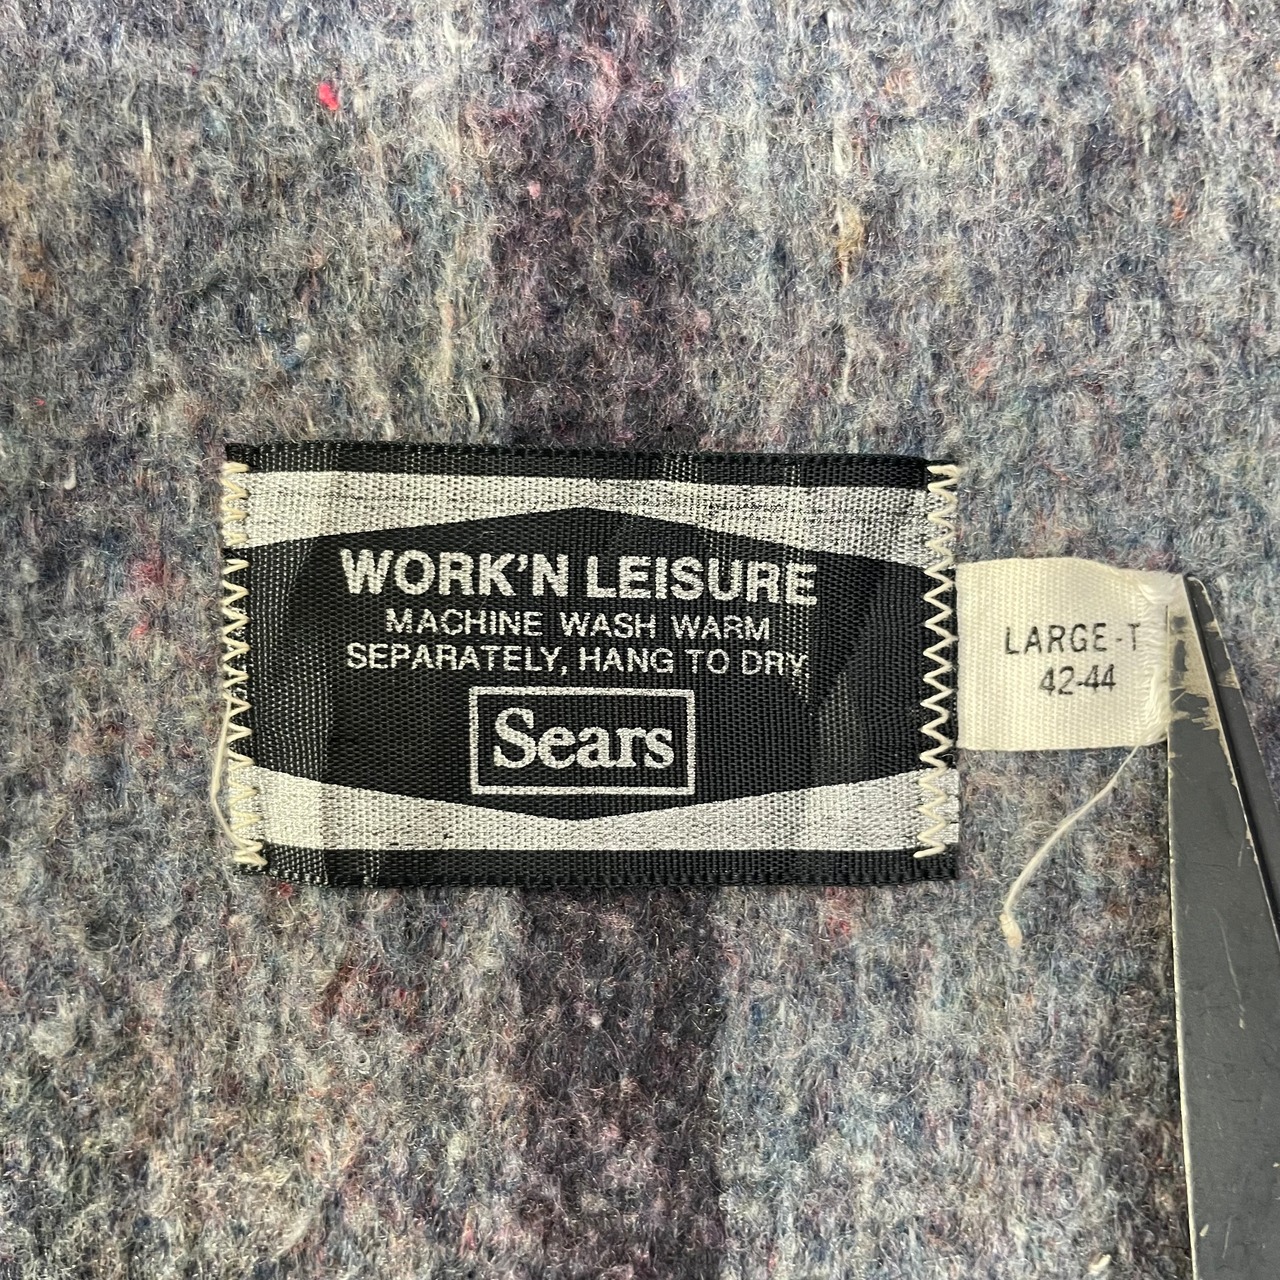 WORK'N LEISURE
MACHINE WASH WARM
SEPARATELY, HANG TO DRY
Sears
LARGE-T
42-44